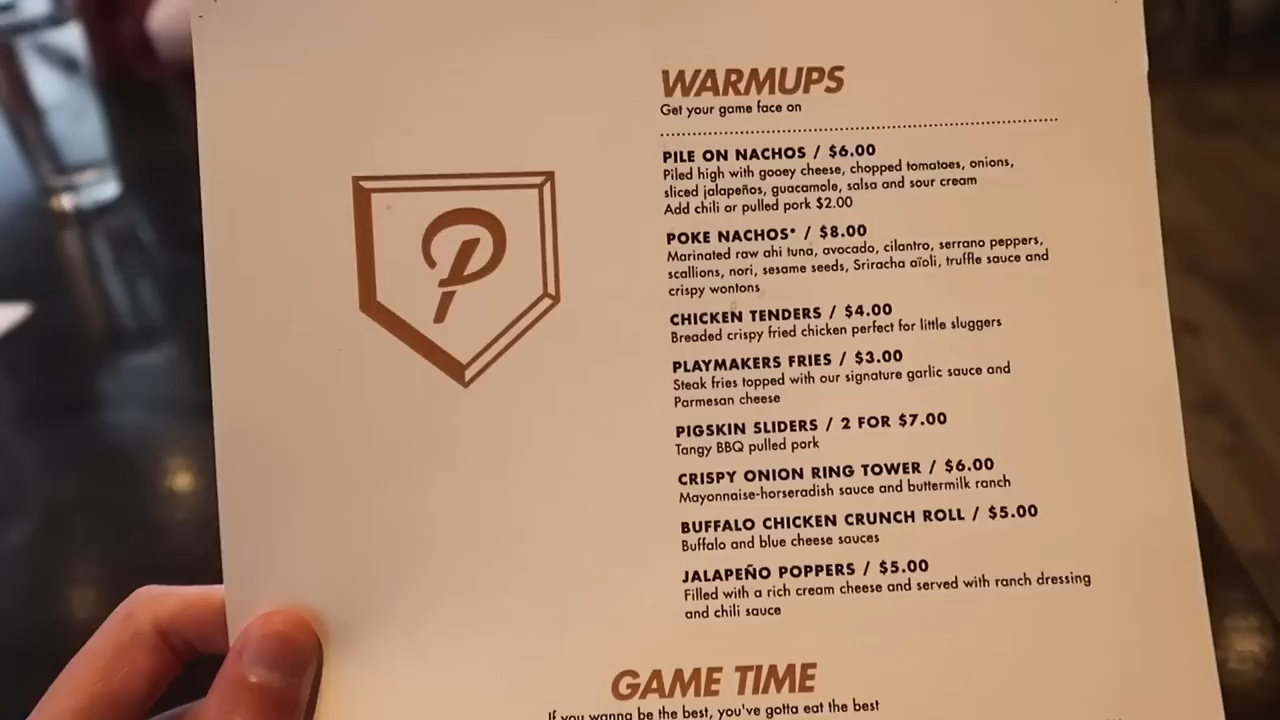 P
WARMUPS
Get your game face on
PILE ON NACHOS / $6.00
Piled high with gooey cheese, chopped tomatoes, onions,
sliced jalapeños, guacamole, salsa and sour cream
Add chili or pulled pork $2.00
POKE NACHOS* / $8.00
Marinated raw ahi tuna, avocado, cilantro, serrano peppers,
scallions, nori, sesame seeds, Sriracha aïoli, truffle sauce and
crispy wontons
CHICKEN TENDERS / $4.00
Breaded crispy fried chicken perfect for little sluggers
PLAYMAKERS FRIES / $3.00
Steak fries topped with our signature garlic sauce and
Parmesan cheese
PIGSKIN SLIDERS / 2 FOR $7.00
Tangy BBQ pulled pork
CRISPY ONION RING TOWER / $6.00
Mayonnaise-horseradish sauce and buttermilk ranch
BUFFALO CHICKEN CRUNCH ROLL / $5.00
Buffalo and blue cheese sauces
JALAPEÑO POPPERS / $5.00
Filled with a rich cream cheese and served with ranch dressing
and chili sauce
GAME TIME
If you wanna be the best, you've gotta eat the best